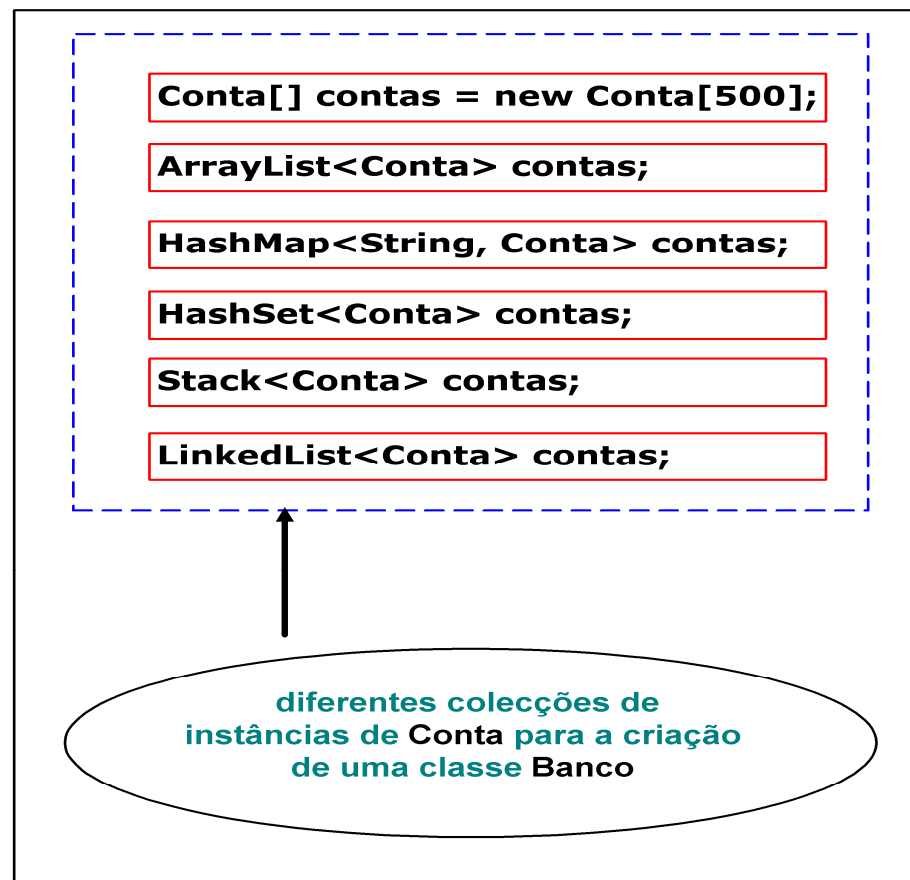 Conta[] contas = new Conta[500];
ArrayList<Conta> contas;
HashMap<String, Conta> contas;
HashSet<Conta> contas;
Stack<Conta> contas;
LinkedList<Conta> contas;
diferentes colecções de
instâncias de Conta para a criação
de uma classe Banco